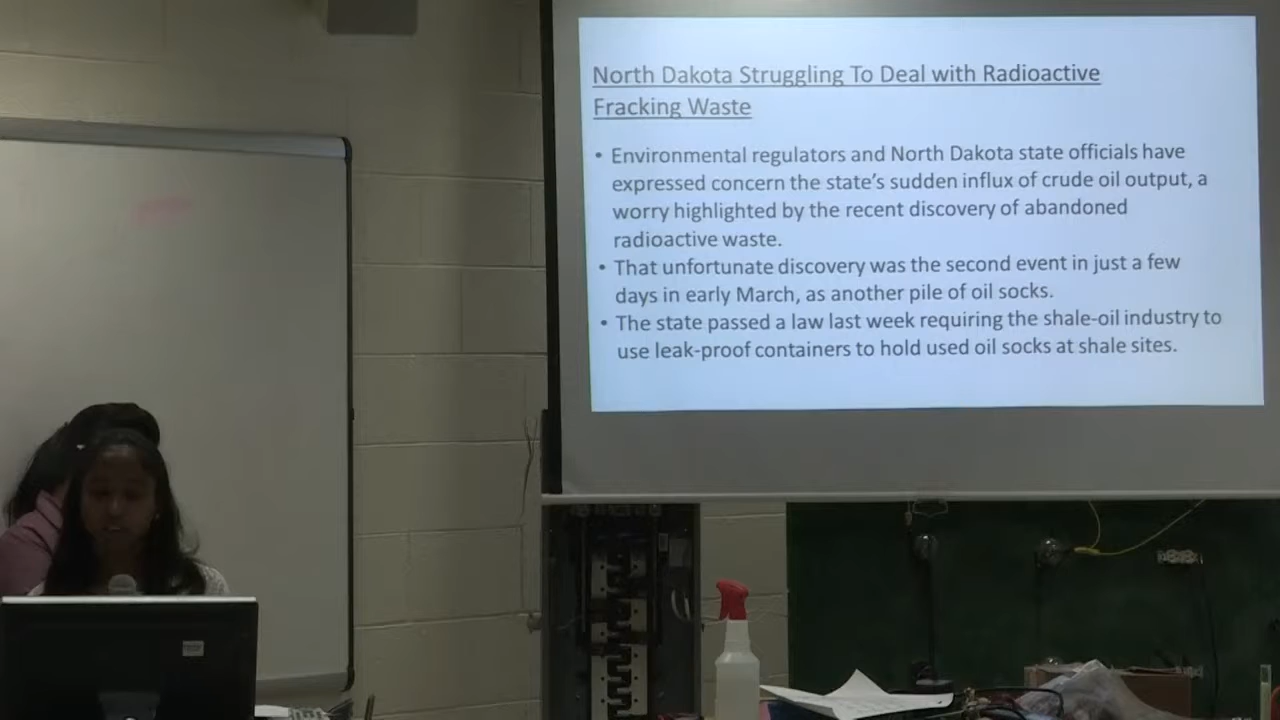 North Dakota Struggling To Deal with Radioactive
Fracking Waste
• Environmental regulators and North Dakota state officials have
expressed concern the state's sudden influx of crude oil output, a
worry highlighted by the recent discovery of abandoned
radioactive waste.
• That unfortunate discovery was the second event in just a few
days in early March, as another pile of oil socks.
• The state passed a law last week requiring the shale-oil industry to
use leak-proof containers to hold used oil socks at shale sites.